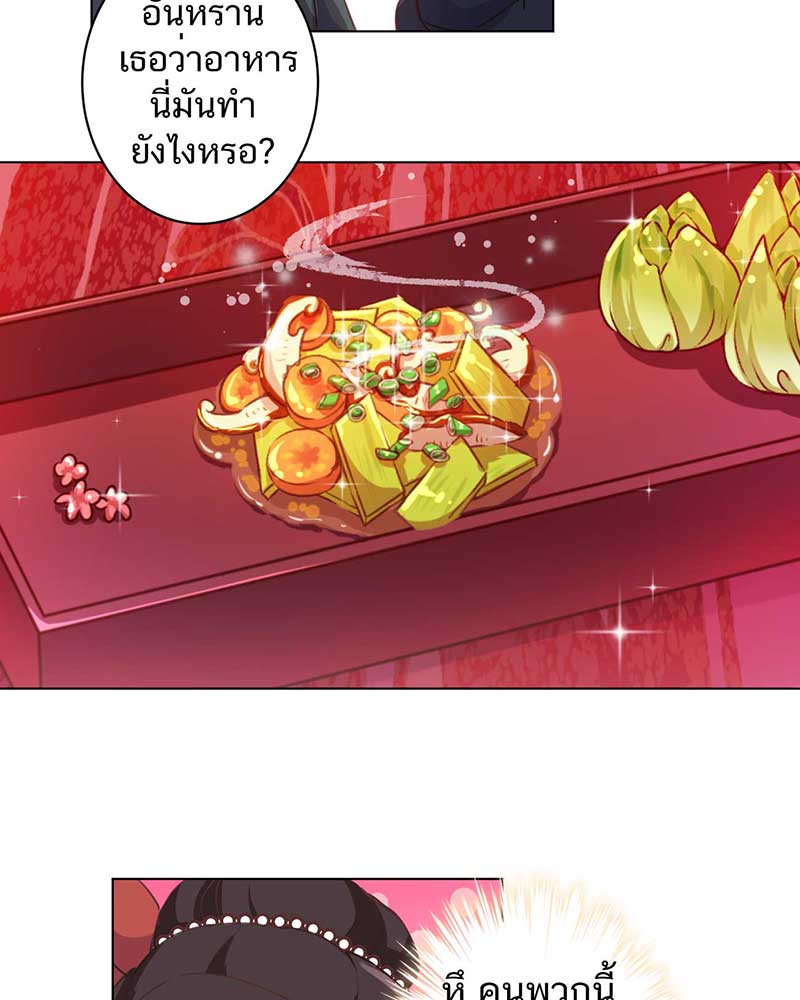 อันหราน
เธอว่าอาหาร
นี่มันทำ
ยังไงหรอ?
หึ คนพวกนี้